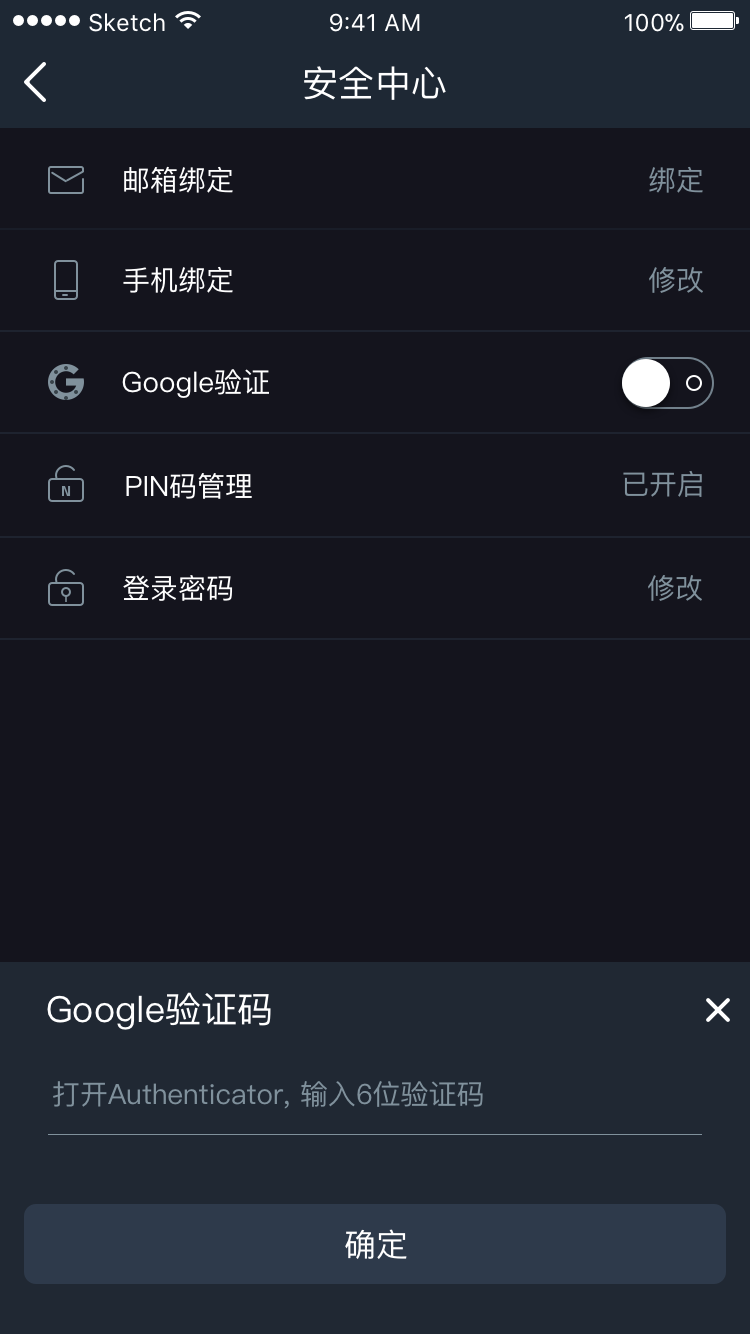 Sketch 9:41 AM 100%
安全中心
邮箱绑定 绑定
手机绑定 修改
Google验证
N PIN码管理 已开启
登录密码 修改
Google验证码
打开Authenticator, 输入6位验证码
确定